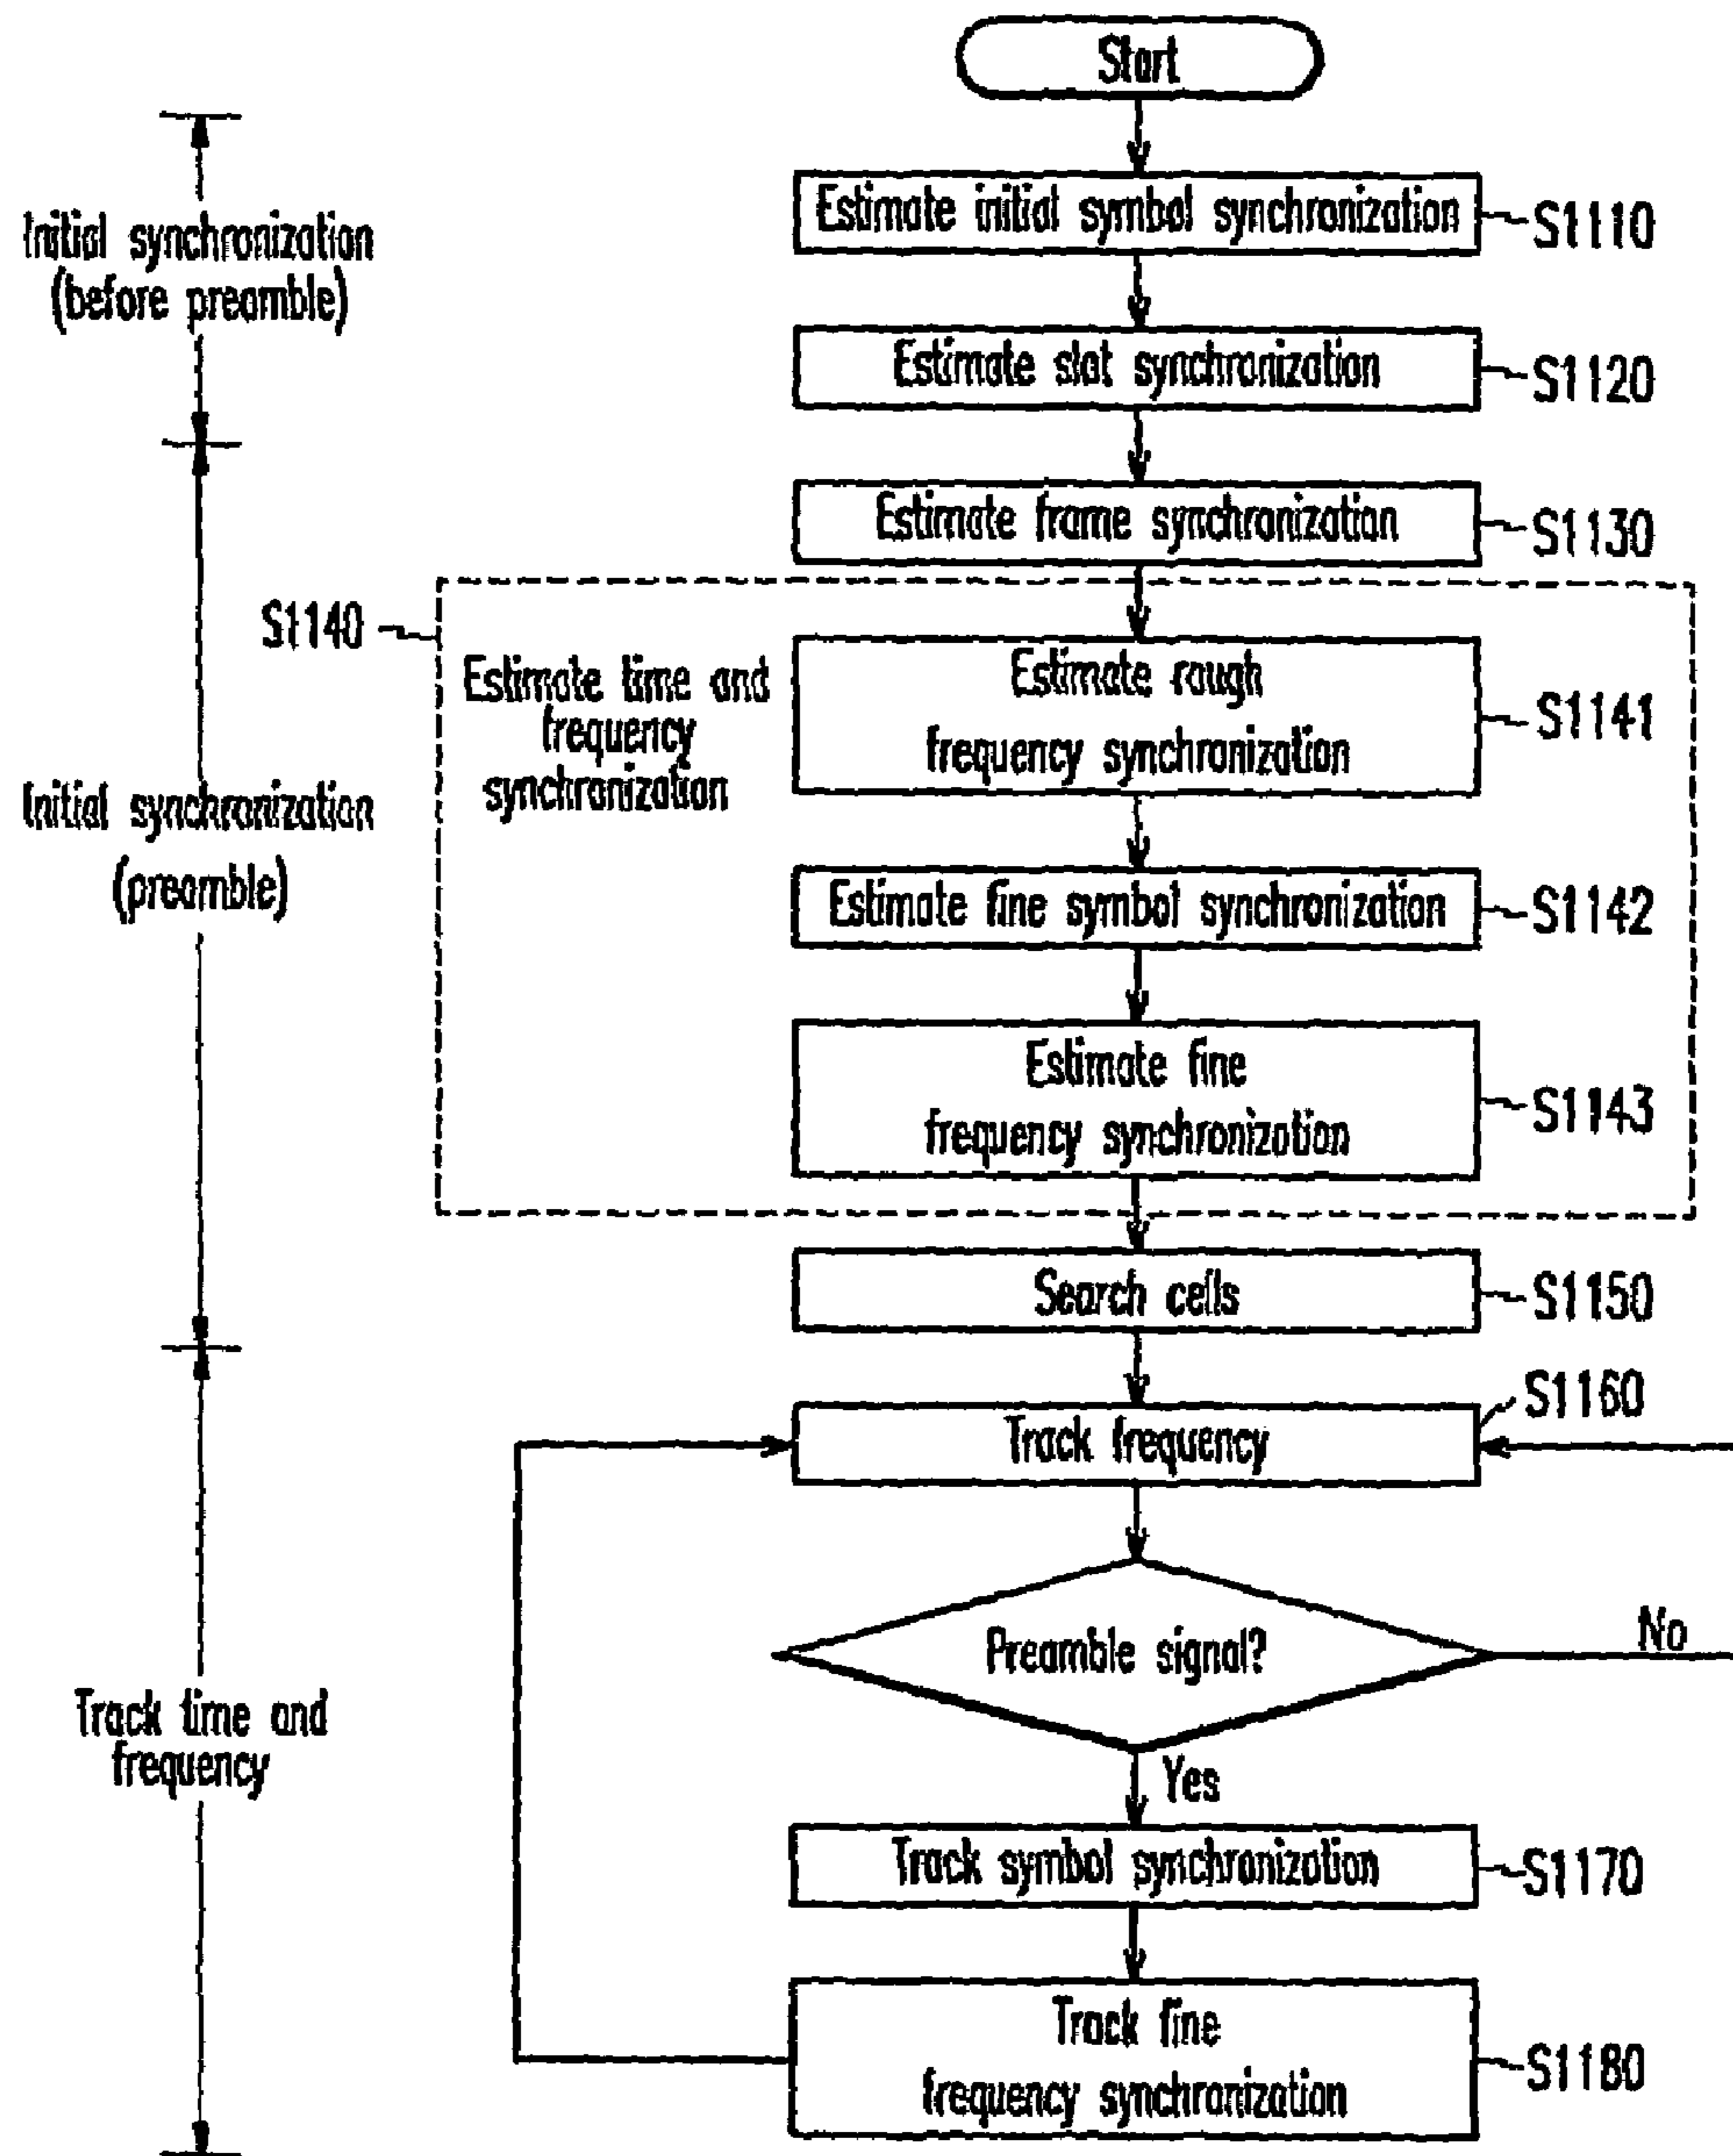 Start
Initial synchronization
(before preamble)
Estimate initial symbol synchronization
S1110
Estimate slot synchronization
S1120
Estimate frame synchronization
S1130
S1140
Estimate time and
frequency
synchronization
Estimate rough
frequency synchronization
S1141
Initial synchronization
(preamble)
Estimate fine symbol synchronization
S1142
Estimate fine
frequency synchronization
S1143
Search cells
S1150
Track frequency
S1160
Preamble signal?
No
Yes
Track time and
frequency
Track symbol synchronization
S1170
Track fine
frequency synchronization
S1180